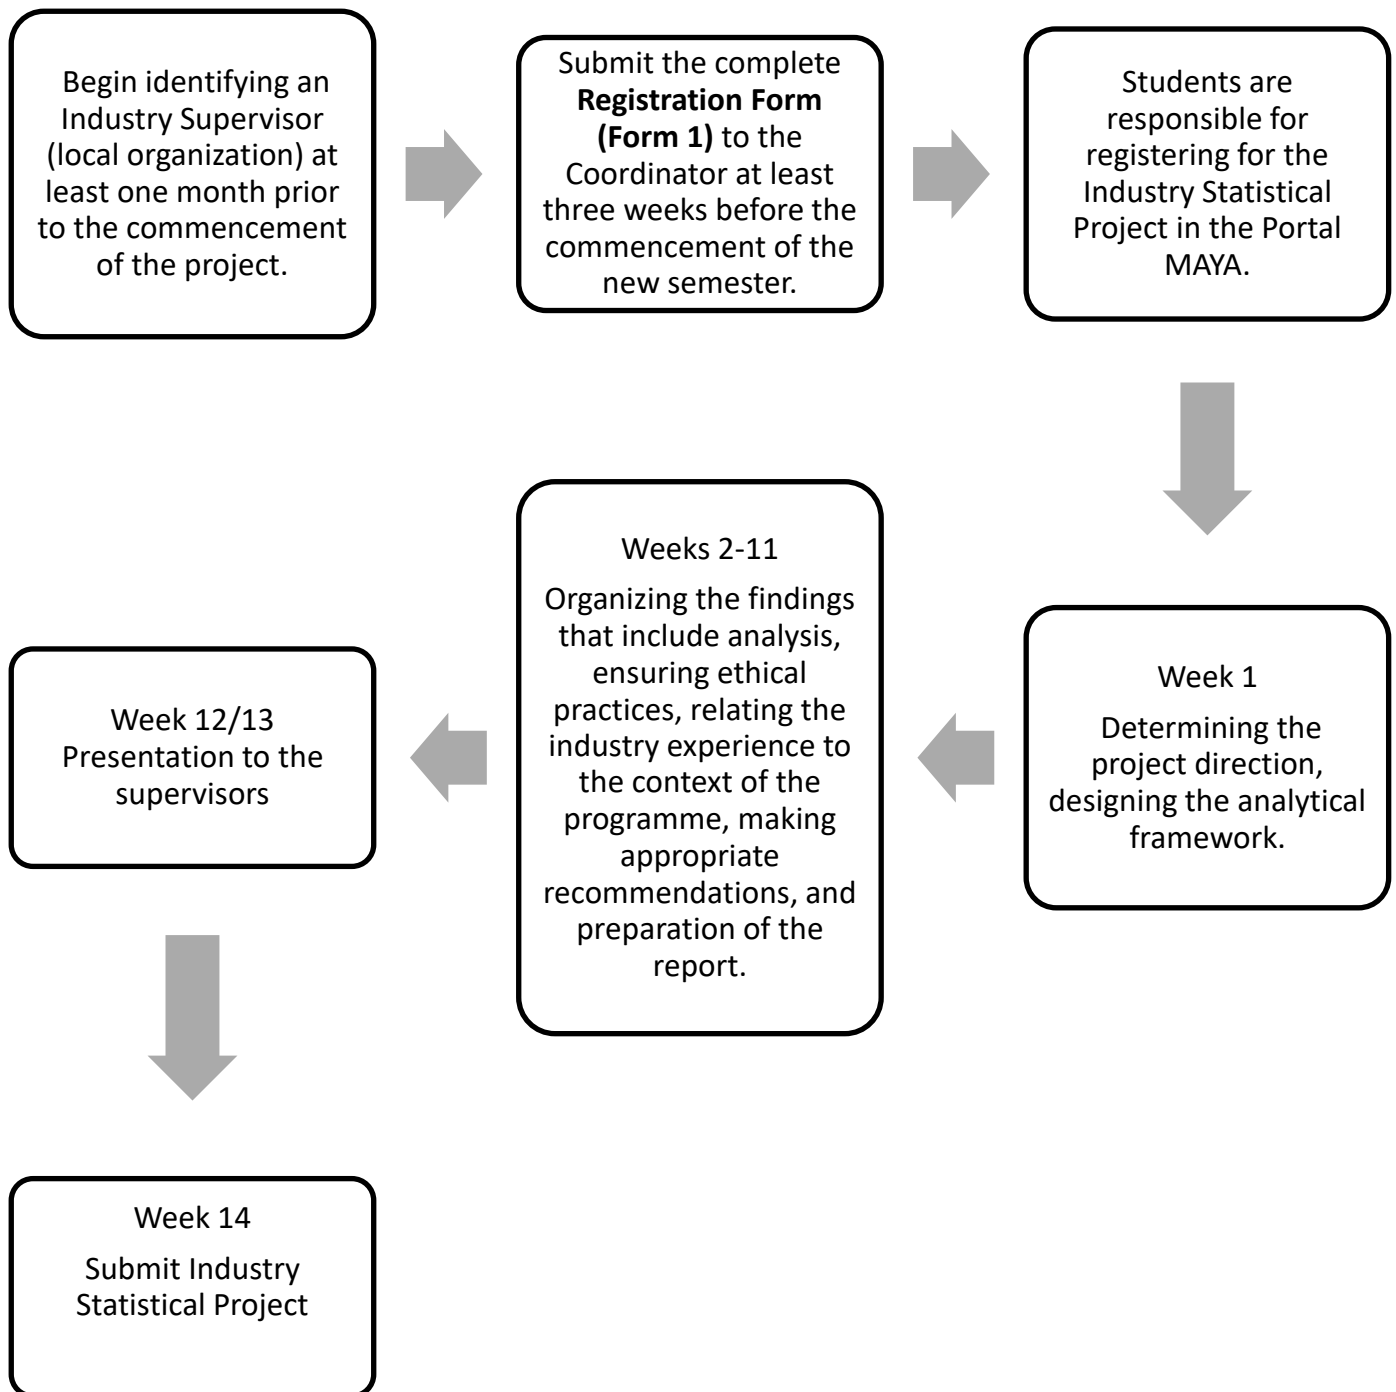 Begin identifying an
Industry Supervisor
(local organization) at
least one month prior
to the commencement
of the project.
Submit the complete
Registration Form
(Form 1) to the
Coordinator at least
three weeks before the
commencement of the
new semester.
Students are
responsible for
registering for the
Industry Statistical
Project in the Portal
MAYA.
Week 1
Determining the
project direction,
designing the analytical
framework.
Weeks 2-11
Organizing the findings
that include analysis,
ensuring ethical
practices, relating the
industry experience to
the context of the
programme, making
appropriate
recommendations, and
preparation of the
report.
Week 12/13
Presentation to the
supervisors
Week 14
Submit Industry
Statistical Project